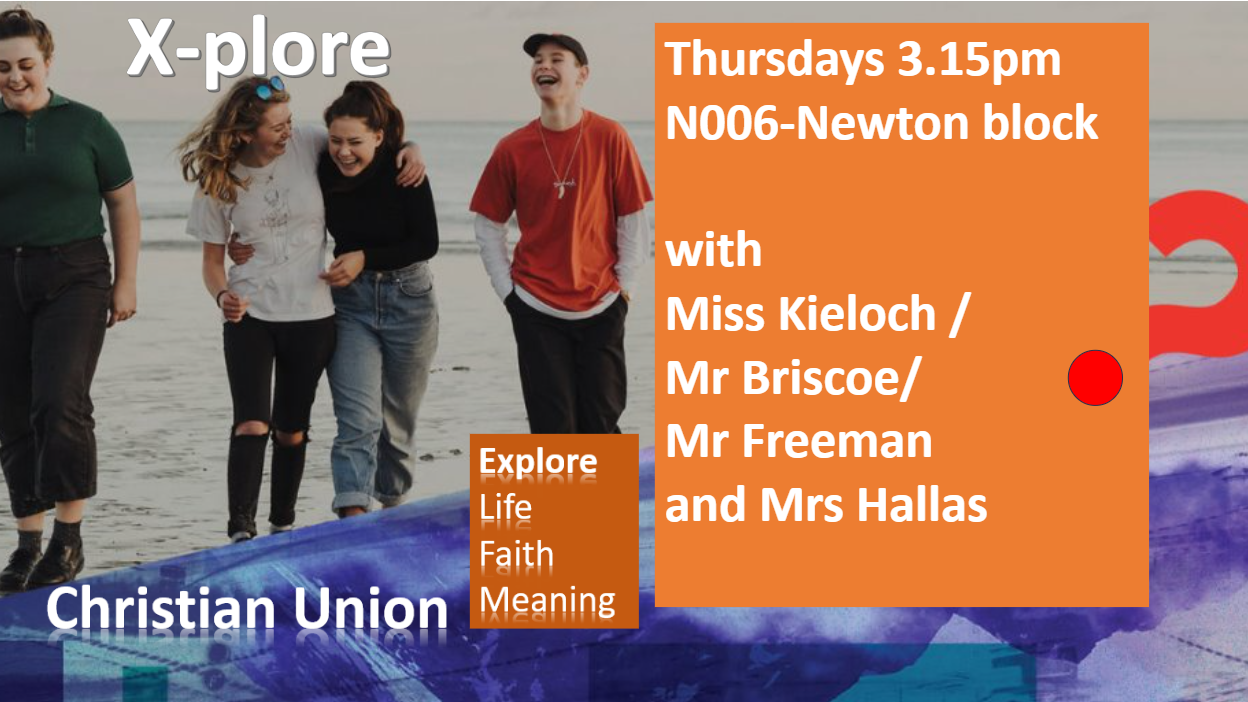 X-plore
Thursdays 3.15pm
N006-Newton block
with
Miss Kieloch /
Mr Briscoe/
Mr Freeman
and Mrs Hallas
Explore
Life
Faith
Meaning
Christian Union